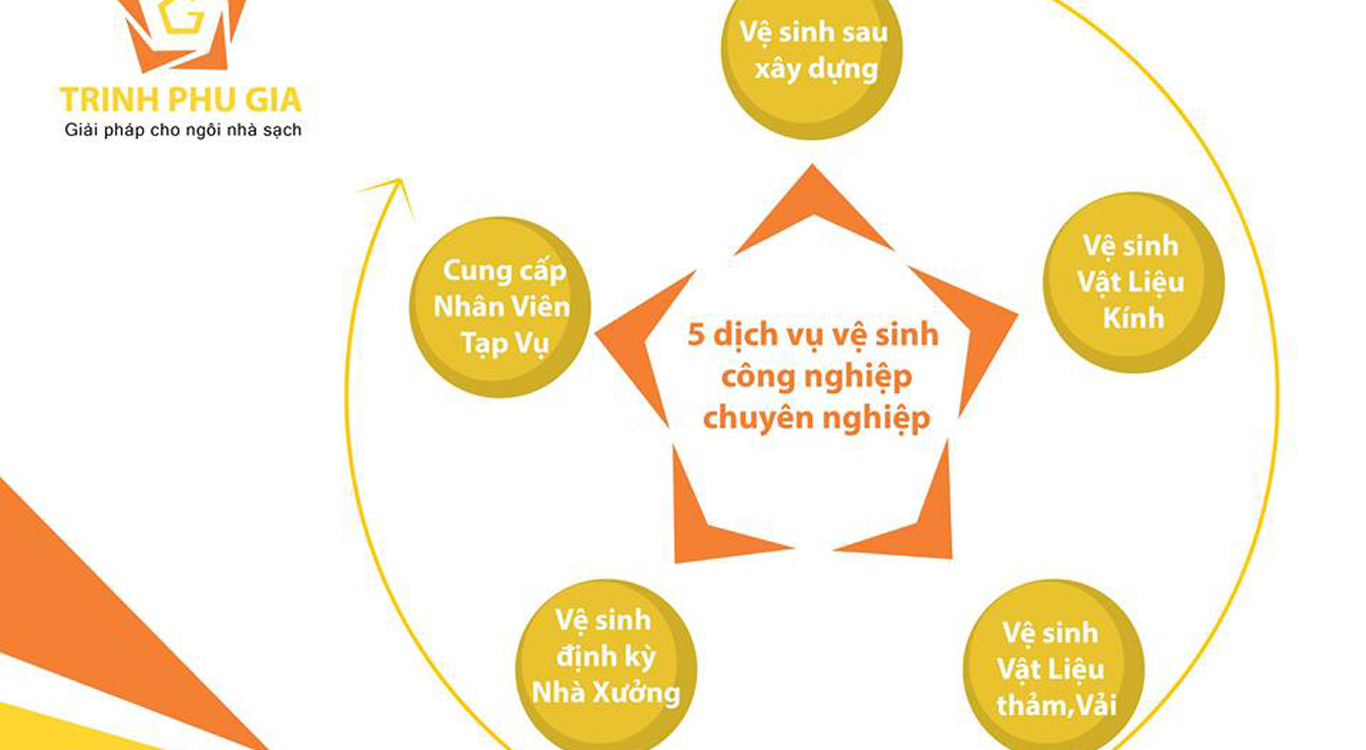 TRINH PHU GIA
Giải pháp cho ngôi nhà sạch
Vệ sinh sau
xây dựng
Vệ sinh
Vật Liệu
Kính
Vệ sinh
Vật Liệu
thảm,Vải
Vệ sinh
định kỳ
Nhà Xưởng
Cung cấp
Nhân Viên
Tạp Vụ
5 dịch vụ vệ sinh
công nghiệp
chuyên nghiệp